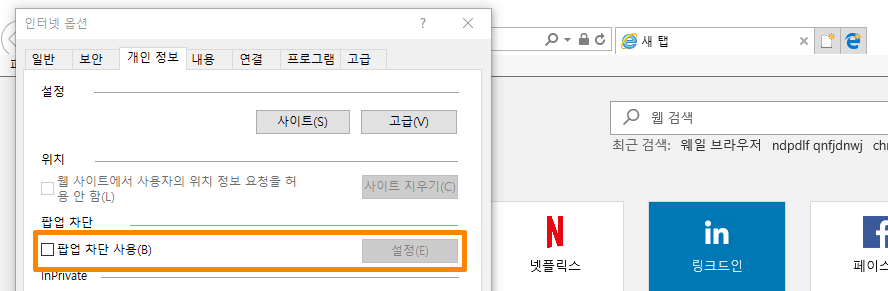 인터넷 옵션
일반 보안 개인 정보 내용 연결 프로그램 고급
설정
사이트(S) 고급(V)
위치
웹 사이트에서 사용자의 위치 정보 요청을 허
용 안 함(L)
사이트 지우기(C)
팝업 차단
팝업 차단 사용(B) 설정(E)
InPrivate
새 탭
웹 검색
최근 검색: 웨일 브라우저 ndpdlf qnfjdnwj chr
넷플릭스 링크드인 페이스